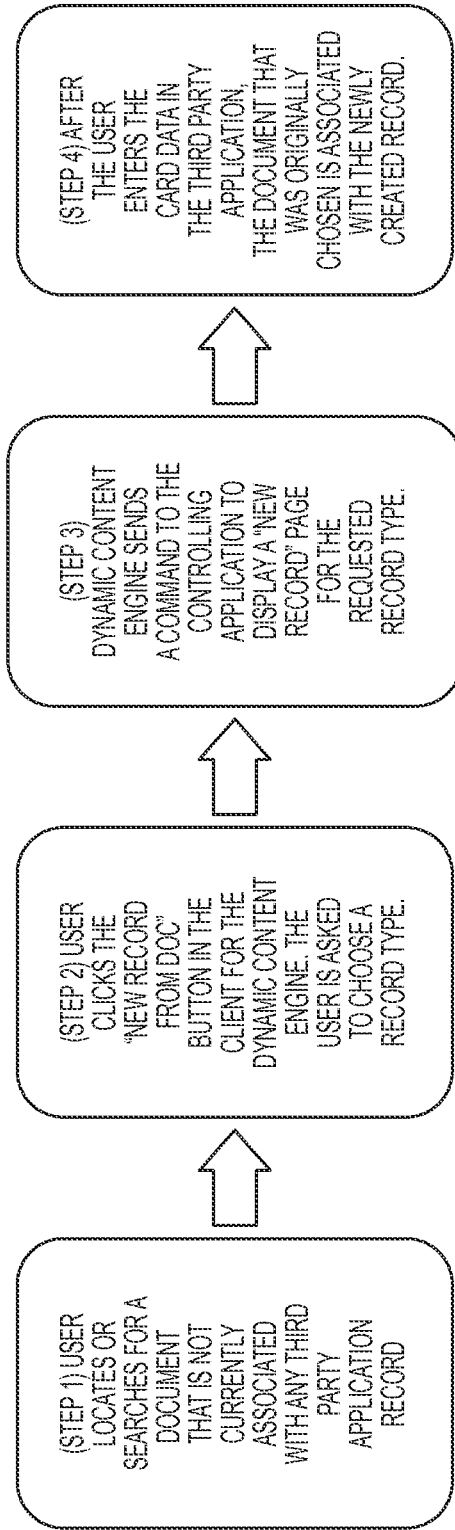 (STEP 1) USER
LOCATES OR
SEARCHES FOR A
DOCUMENT
THAT IS NOT
CURRENTLY
ASSOCIATED
WITH ANY THIRD
PARTY
APPLICATION
RECORD
(STEP 2) USER
CLICKS THE
"NEW RECORD
FROM DOC"
BUTTON IN THE
CLIENT FOR THE
DYNAMIC CONTENT
ENGINE. THE
USER IS ASKED
TO CHOOSE A
RECORD TYPE.
(STEP 3)
DYNAMIC CONTENT
ENGINE SENDS
A COMMAND TO THE
CONTROLLING
APPLICATION TO
DISPLAY A "NEW
RECORD" PAGE
FOR THE
REQUESTED
RECORD TYPE.
(STEP 4) AFTER
THE USER
ENTERS THE
CARD DATA IN
THE THIRD PARTY
APPLICATION,
THE DOCUMENT THAT
WAS ORIGINALLY
CHOSEN IS ASSOCIATED
WITH THE NEWLY
CREATED RECORD.